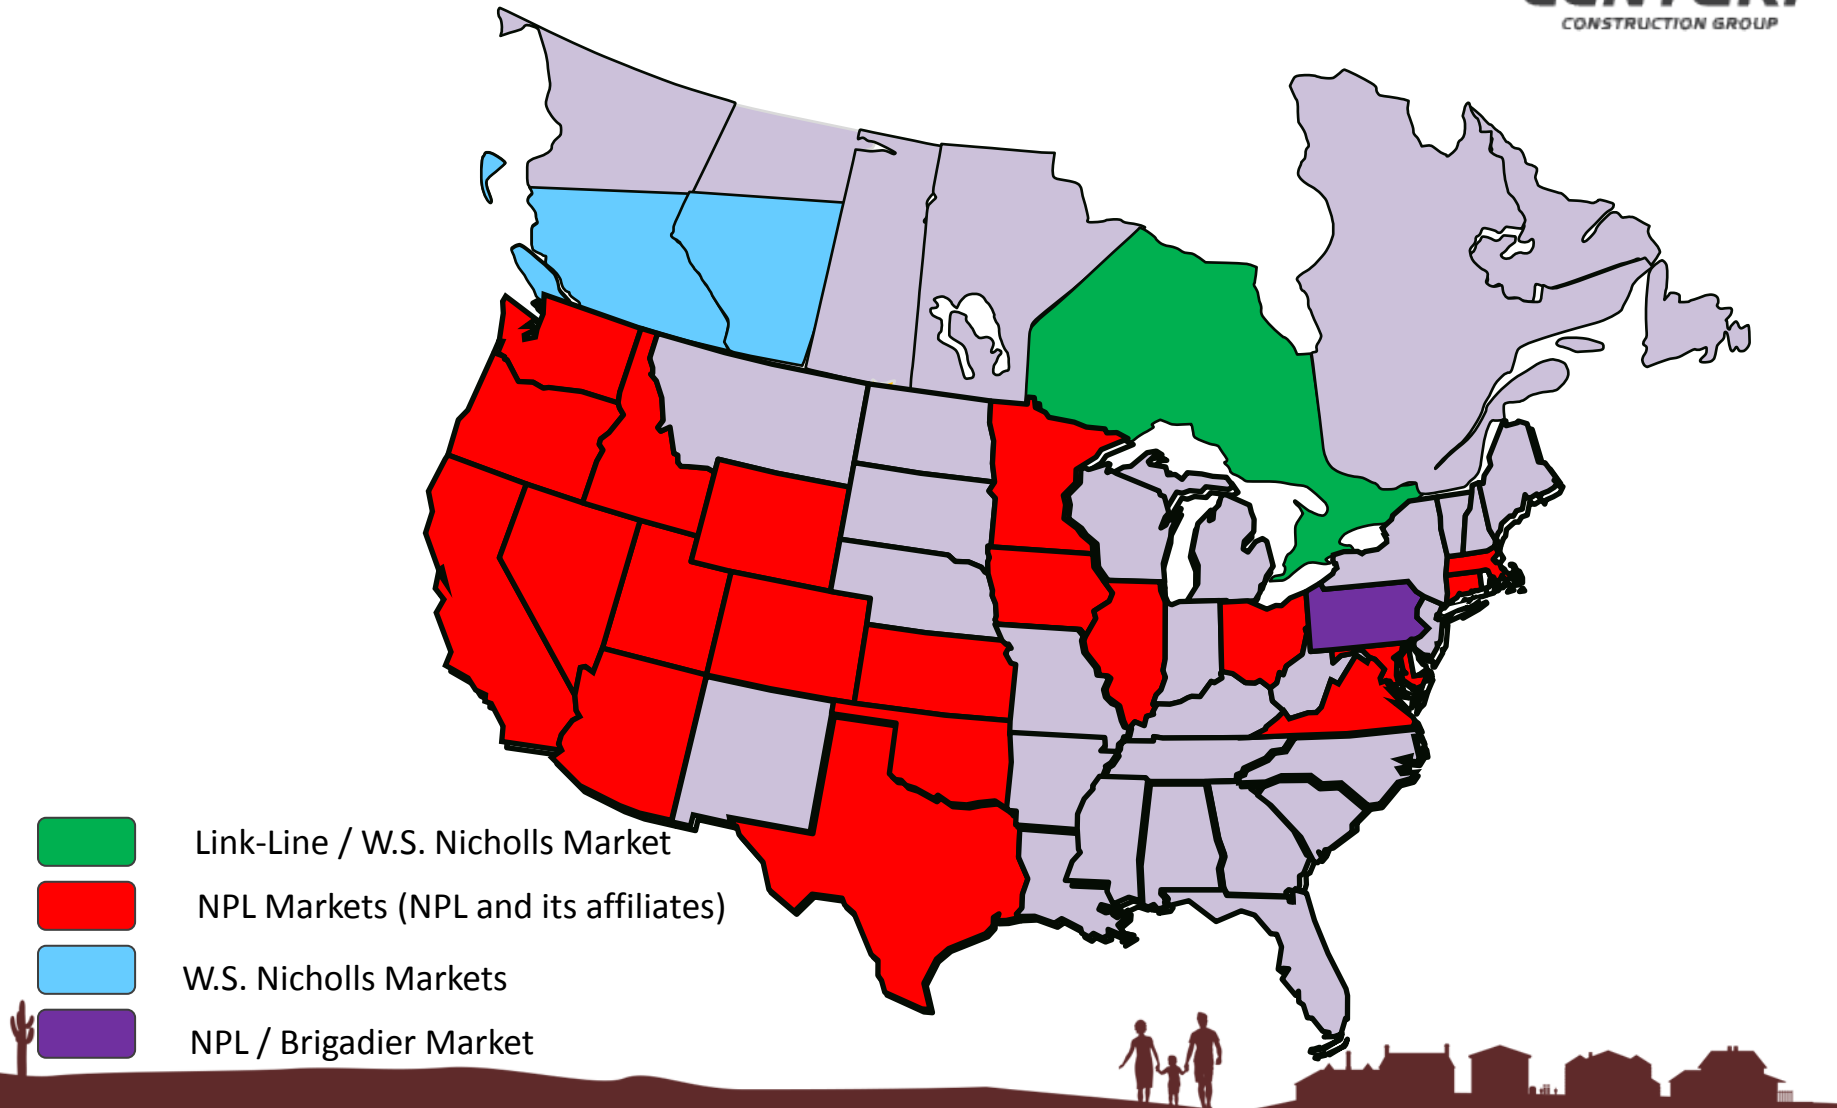 CONSTRUCTION GROUP
Link-Line / W.S. Nicholls Market
NPL Markets (NPL and its affiliates)
W.S. Nicholls Markets
NPL / Brigadier Market